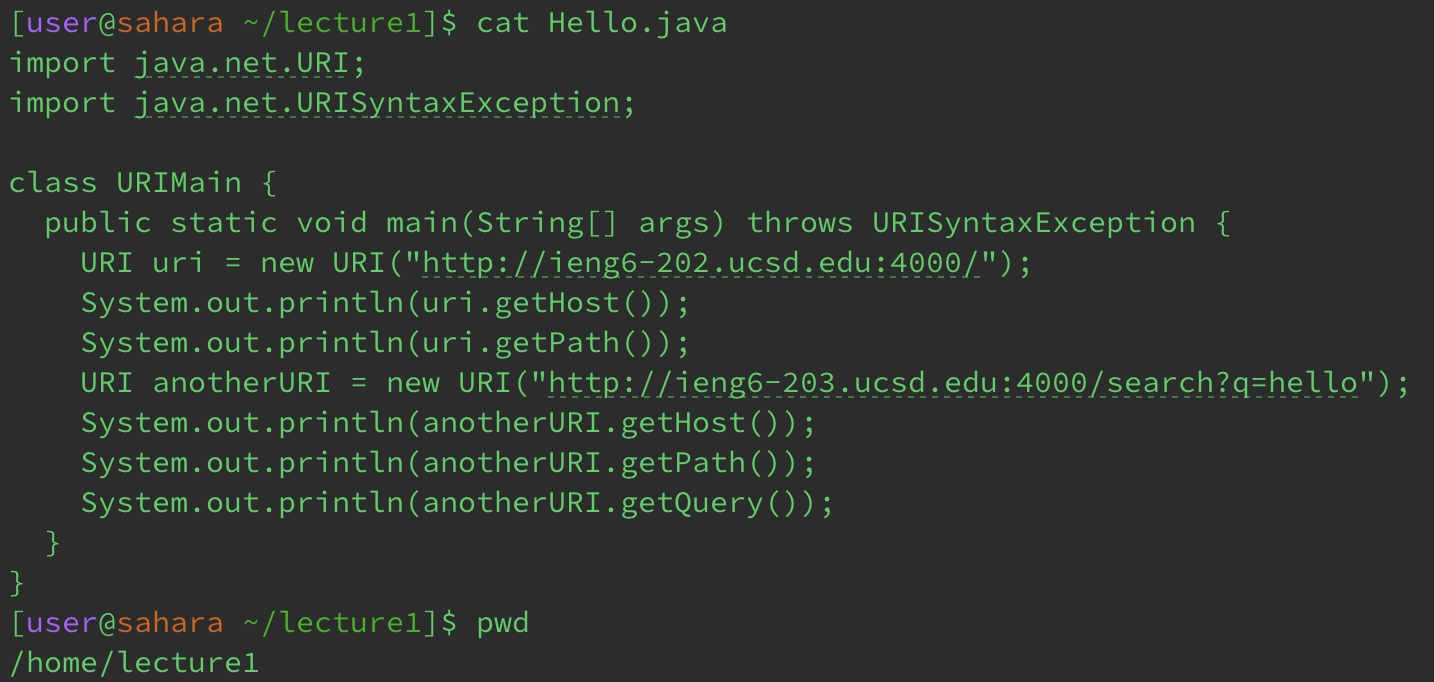 [user@sahara ~/lecture1]$ cat Hello.java
import java.net.URI;
import java.net.URISyntaxException;

class URIMain {
  public static void main(String[] args) throws URISyntaxException {
    URI uri = new URI("http://ieng6-202.ucsd.edu:4000/");
    System.out.println(uri.getHost());
    System.out.println(uri.getPath());
    URI anotherURI = new URI("http://ieng6-203.ucsd.edu:4000/search?q=hello");
    System.out.println(anotherURI.getHost());
    System.out.println(anotherURI.getPath());
    System.out.println(anotherURI.getQuery());
  }
}
[user@sahara ~/lecture1]$ pwd
/home/lecture1